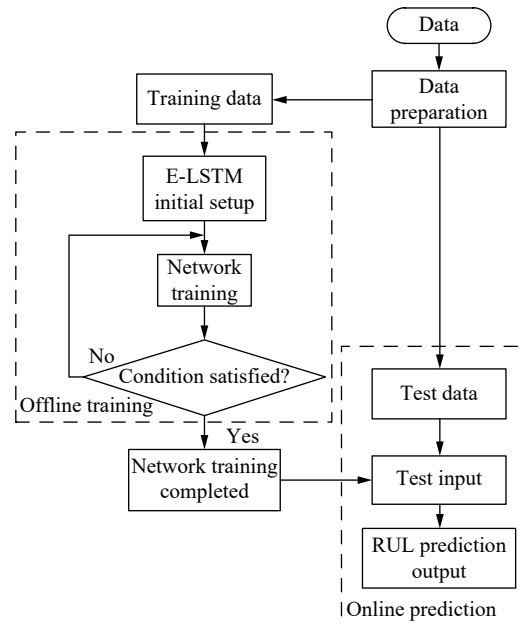 Data
Data
preparation
Training data
E-LSTM
initial setup
Network
training
No
Condition satisfied?
Offline training
Yes
Network training
completed
Test data
Test input
RUL prediction
output
Online prediction